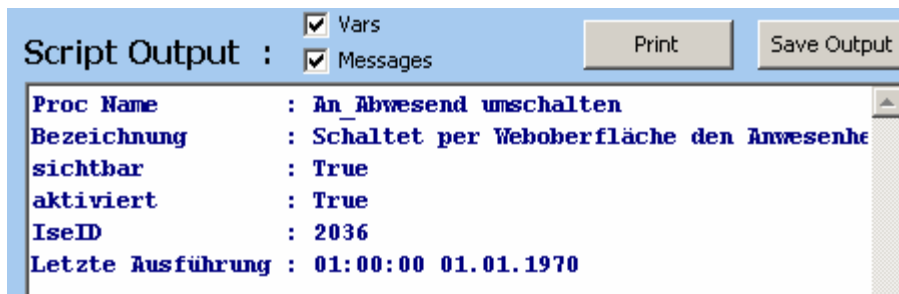 Script Output :
Vars
Messages
Print
Save Output
Proc Name : An_Abwesend umschalten
Bezeichnung : Schaltet per Weboberfläche den Anwesenhe
sichtbar : True
aktiviert : True
IseID : 2036
Letzte Ausführung : 01:00:00 01.01.1970